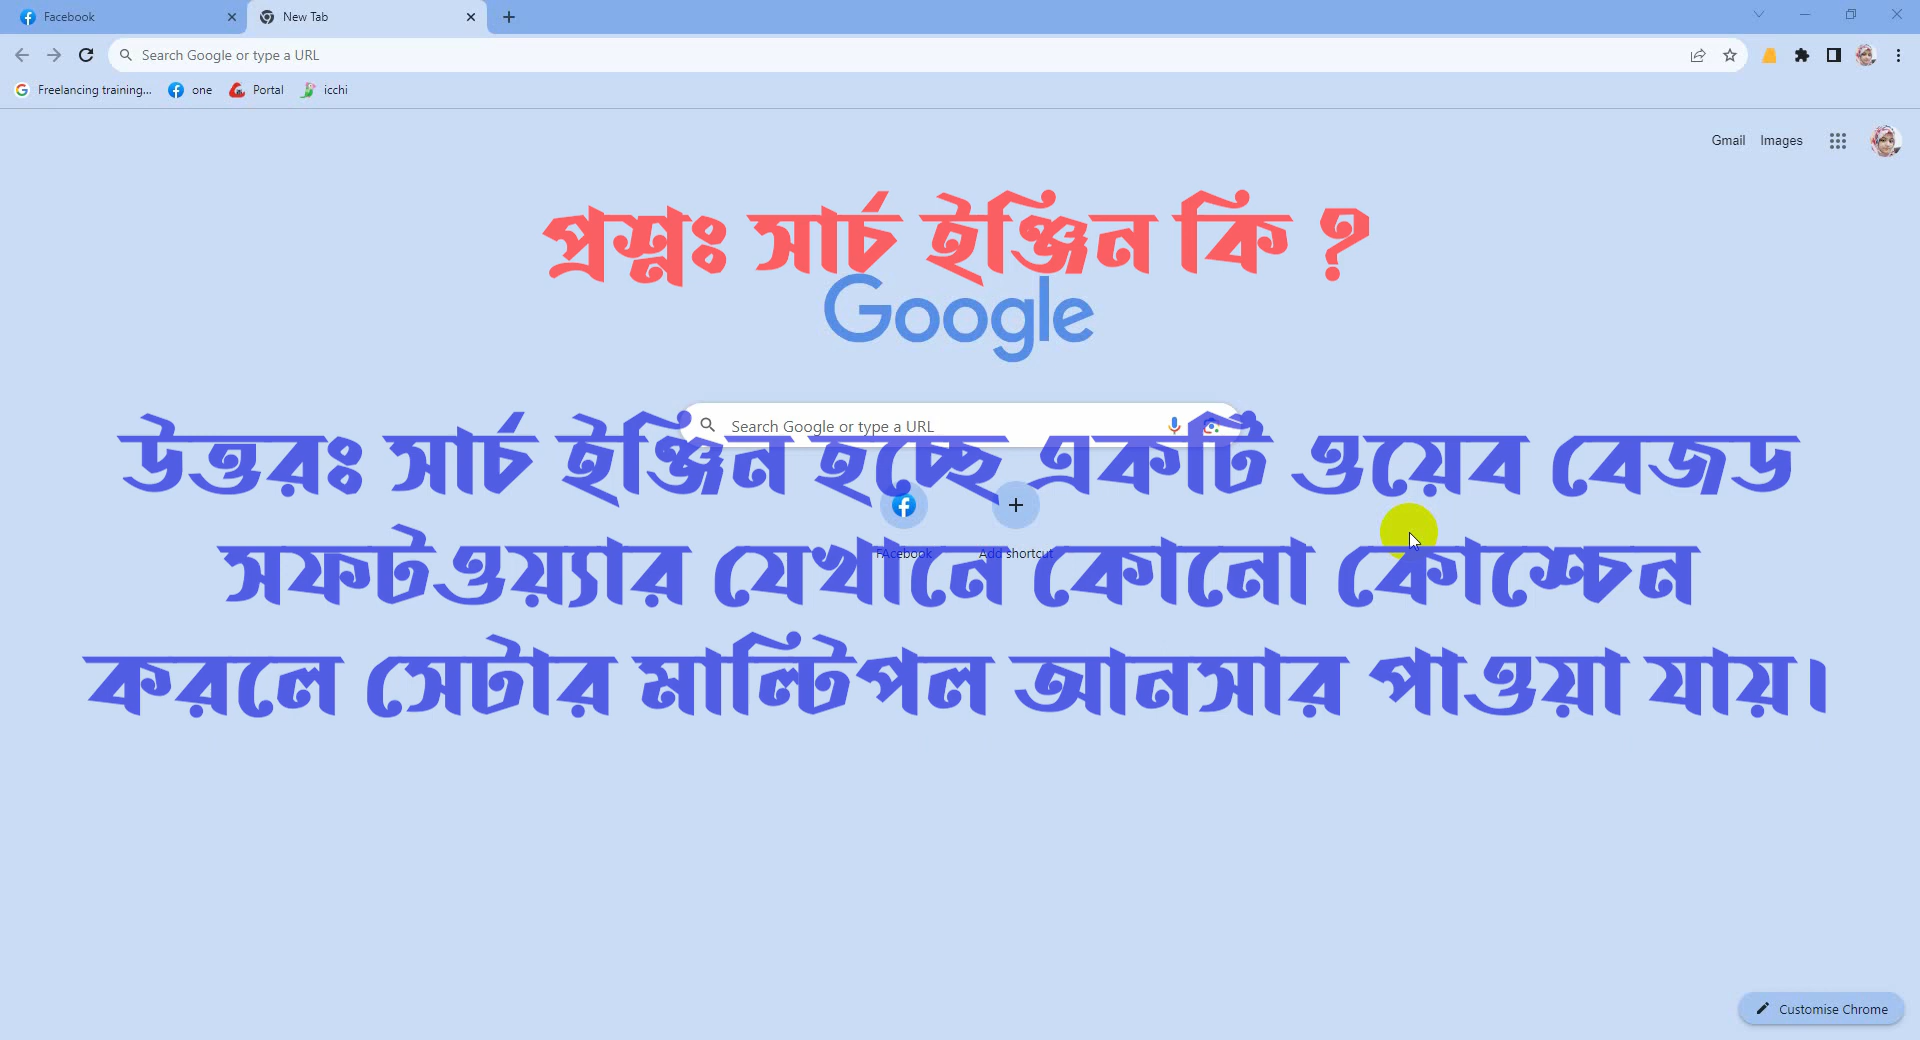 Facebook
New Tab
Search Google or type a URL
Freelancing training...
one
Portal
icchi
Gmail
Images
প্রশ্নঃ সার্চ ইঞ্জিন কি ?
Google
Search Google or type a URL
উত্তরঃ সার্চ ইঞ্জিন হচ্ছে একটি ওয়েব বেজড
FAcebook
Add shortcut
সফটওয়্যার যেখানে কোনো কোশ্চেন
করলে সেটার মাল্টিপল আনসার পাওয়া যায়।
Customise Chrome